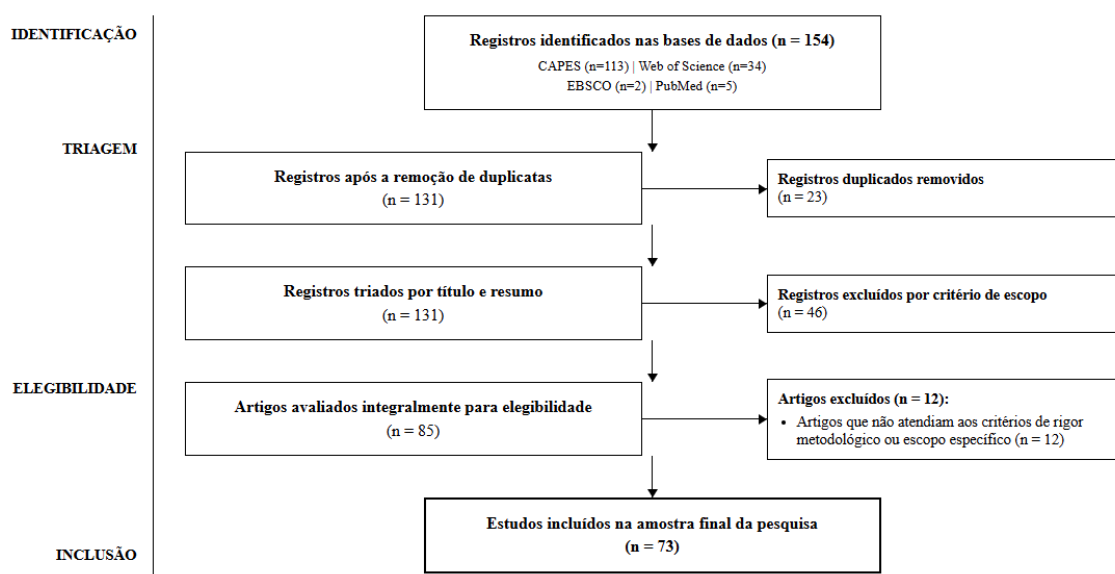 IDENTIFICAÇÃO
Registros identificados nas bases de dados (n = 154)
CAPES (n=113) | Web of Science (n=34)
EBSCO (n=2) | PubMed (n=5)
TRIAGEM
Registros após a remoção de duplicatas
(n = 131)
Registros duplicados removidos
(n = 23)
Registros triados por título e resumo
(n = 131)
Registros excluídos por critério de escopo
(n = 46)
ELEGIBILIDADE
Artigos avaliados integralmente para elegibilidade
(n = 85)
Artigos excluídos (n = 12):
• Artigos que não atendiam aos critérios de rigor
metodológico ou escopo específico (n = 12)
Estudos incluídos na amostra final da pesquisa
(n = 73)
INCLUSÃO